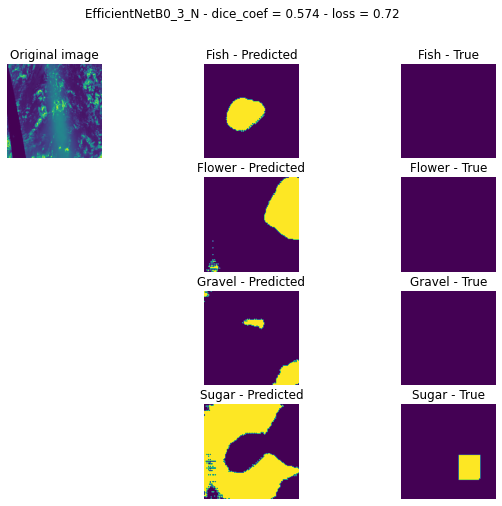 EfficientNetB0_3_N - dice_coef = 0.574 - loss = 0.72
Original image
Fish - Predicted
Fish - True
Flower - Predicted
Flower - True
Gravel - Predicted
Gravel - True
Sugar - Predicted
Sugar - True